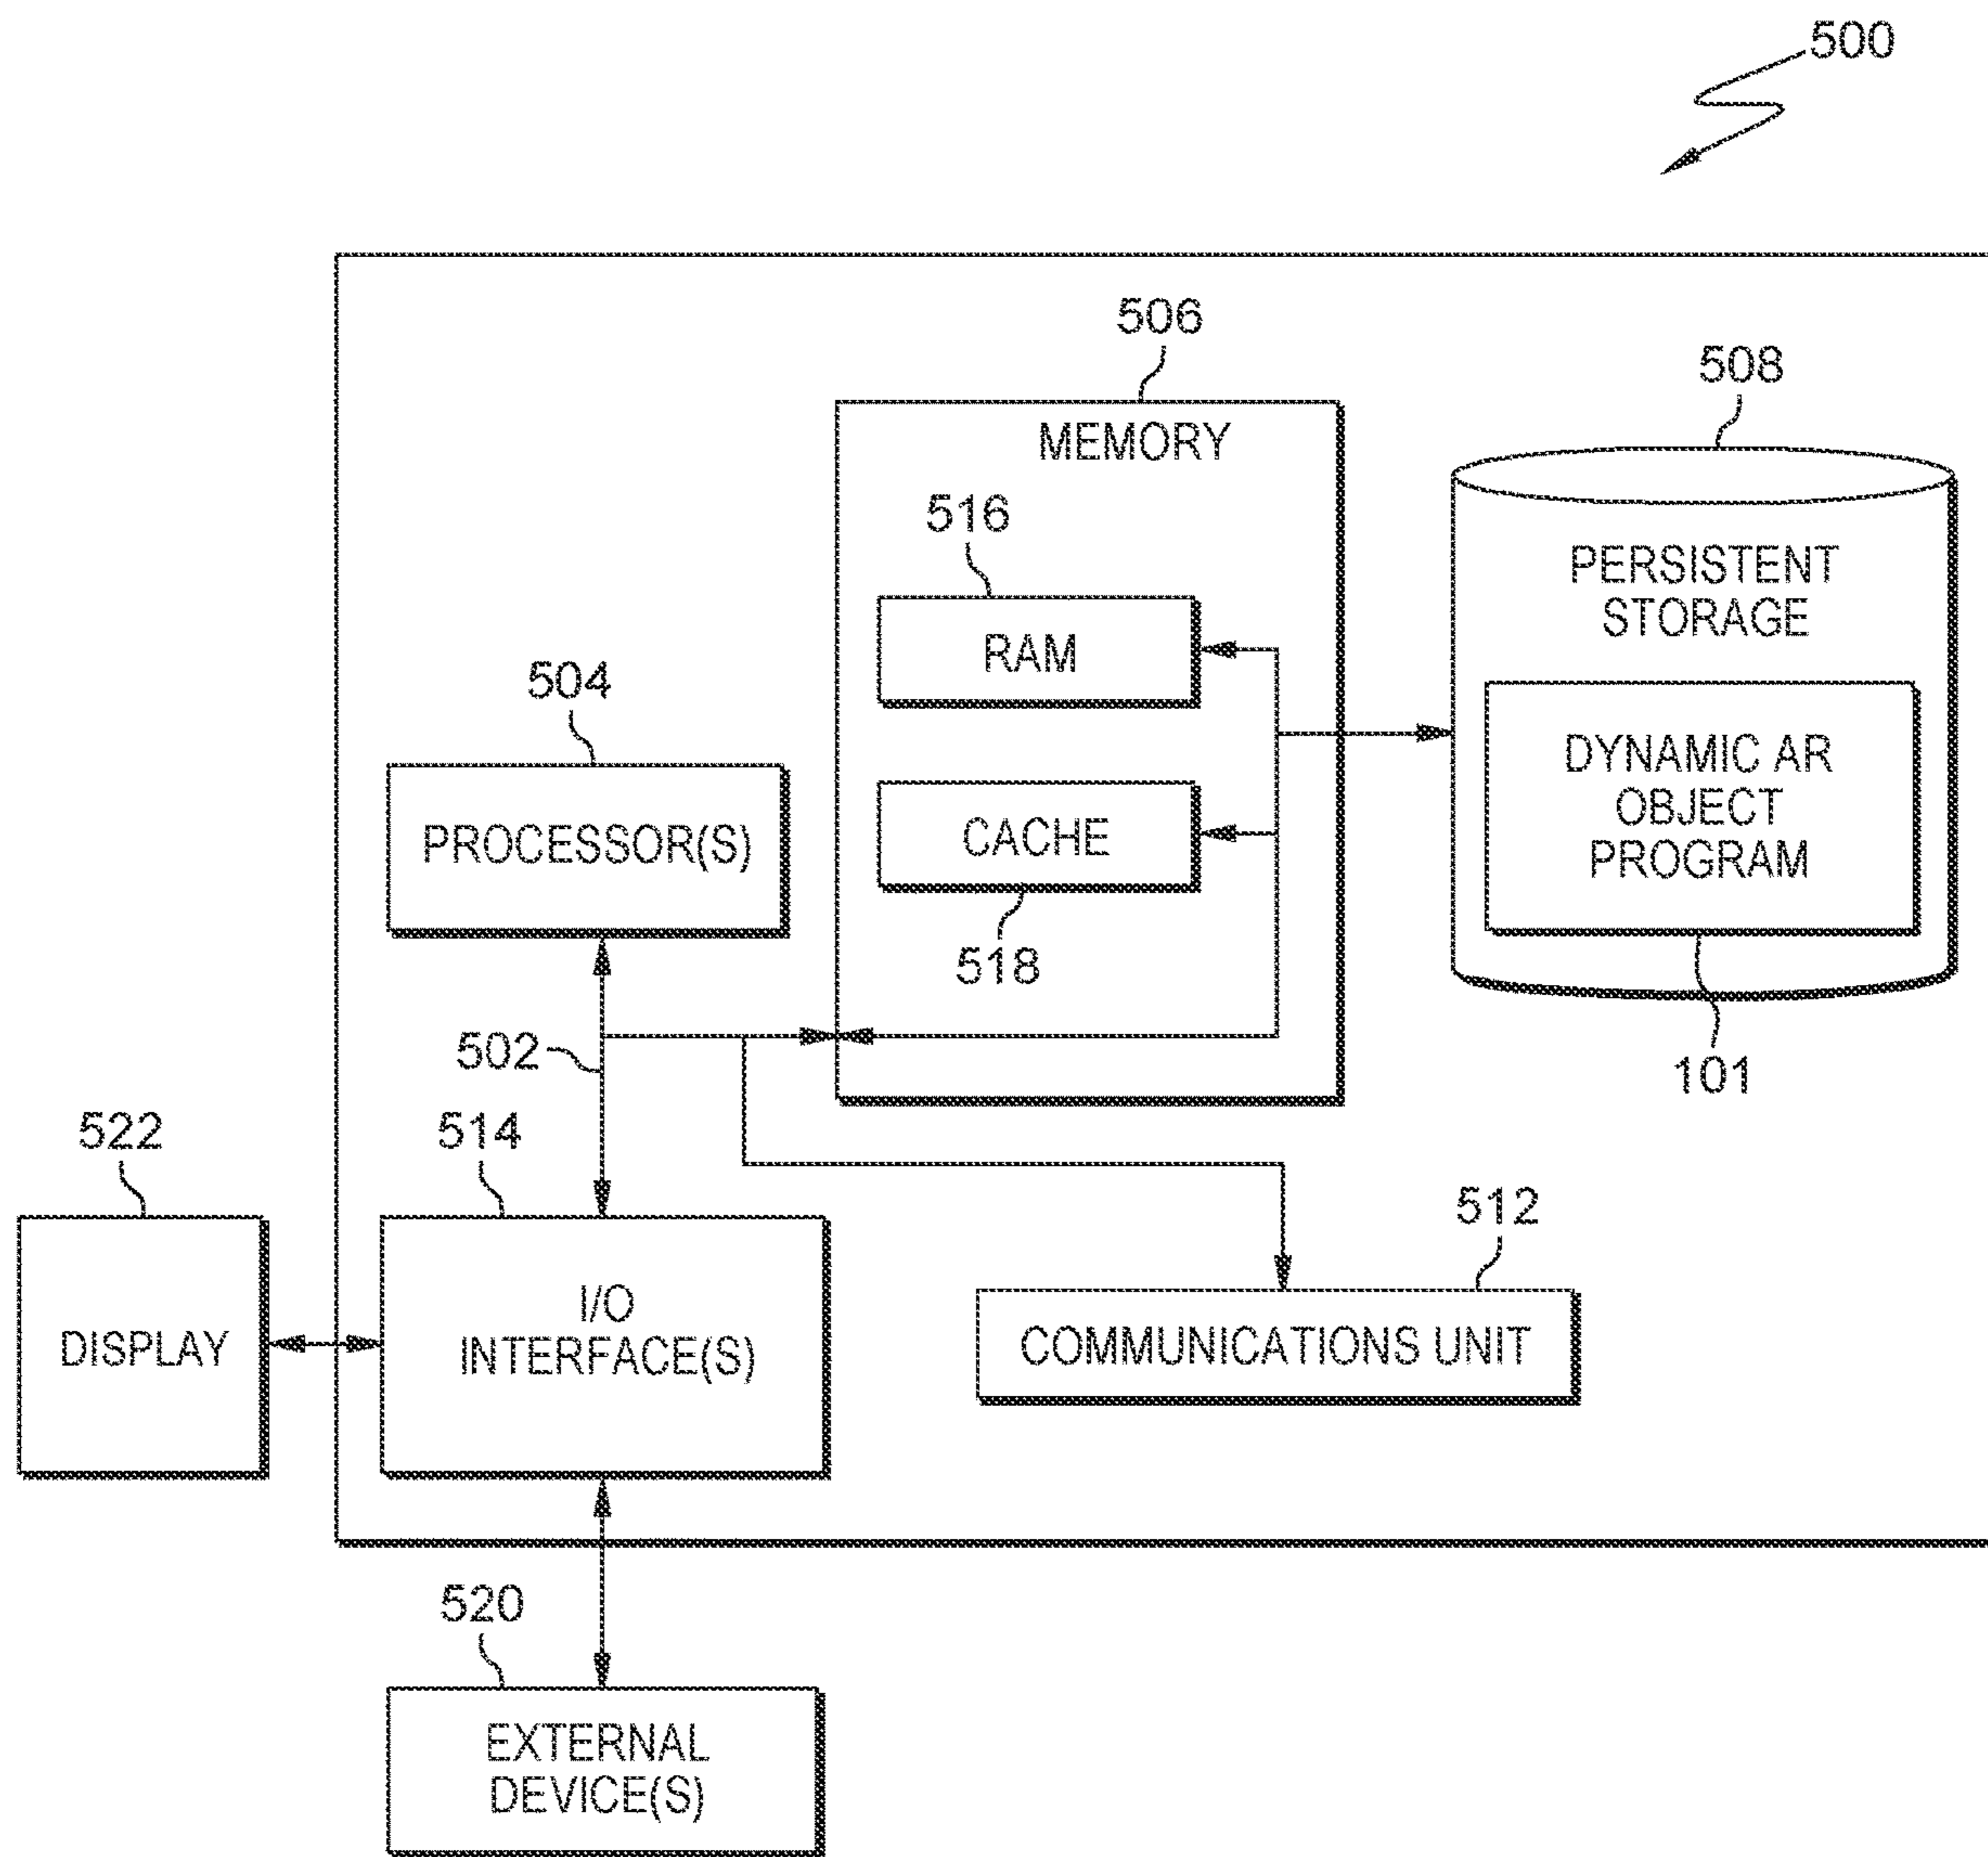 500
506
508
MEMORY
516
PERSISTENT
STORAGE
RAM
504
DYNAMIC AR
OBJECT
PROGRAM
PROCESSOR(S)
CACHE
518
502
101
522
514
512
I/O
INTERFACE(S)
DISPLAY
COMMUNICATIONS UNIT
520
EXTERNAL
DEVICE(S)